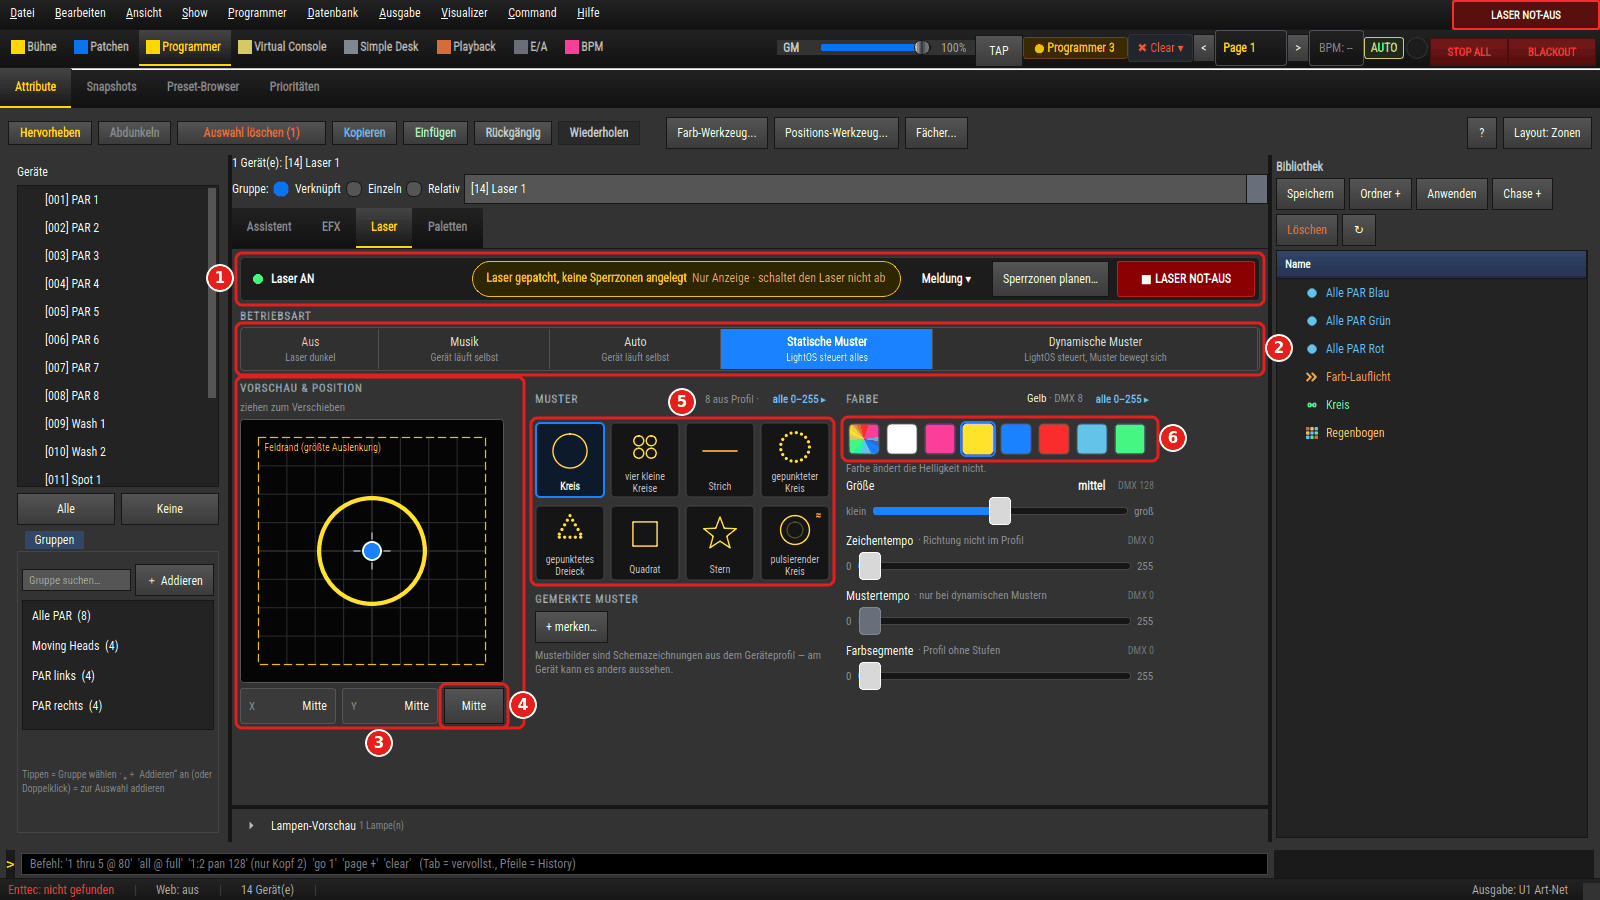 Datei Bearbeiten Ansicht Show Programmer Datenbank Ausgabe Visualizer Command Hilfe LASER NOT-AUS
Bühne Patchen Programmer Virtual Console Simple Desk Playback E/A BPM GM 100% TAP Programmer 3 ✖ Clear ▾ < Page 1 > BPM: -- AUTO STOP ALL BLACKOUT
Attribute Snapshots Preset-Browser Prioritäten
Hervorheben Abdunkeln Auswahl löschen (1) Kopieren Einfügen Rückgängig Wiederholen Farb-Werkzeug... Positions-Werkzeug... Fächer... ? Layout: Zonen
Geräte
[001] PAR 1
[002] PAR 2
[003] PAR 3
[004] PAR 4
[005] PAR 5
[006] PAR 6
[007] PAR 7
[008] PAR 8
[009] Wash 1
[010] Wash 2
[011] Spot 1
Alle Keine
Gruppen
Gruppe suchen... + Addieren
Alle PAR (8)
Moving Heads (4)
PAR links (4)
PAR rechts (4)
Tippen = Gruppe wählen · „ + Addieren“ an (oder
Doppelklick) = zur Auswahl addieren
1 Gerät(e): [14] Laser 1
Gruppe: Verknüpft Einzeln Relativ [14] Laser 1
Assistent EFX Laser Paletten
1 Laser AN Laser gepatcht, keine Sperrzonen angelegt Nur Anzeige · schaltet den Laser nicht ab Meldung ▾ Sperrzonen planen... ■ LASER NOT-AUS
BETRIEBSART
Aus Musik Auto Statische Muster Dynamische Muster
Laser dunkel Gerät läuft selbst Gerät läuft selbst LightOS steuert alles LightOS steuert, Muster bewegt sich
2
VORSCHAU & POSITION
ziehen zum Verschieben
Feldrand (größte Auslenkung)
X Mitte Y Mitte Mitte 4
3
MUSTER 5 8 aus Profil · alle 0–255 ▸
Kreis
vier kleine
Kreise
Strich
gepunkteter
Kreis
gepunktetes
Dreieck
Quadrat
Stern
≈
pulsierender
Kreis
GEMERKTE MUSTER
+ merken...
Musterbilder sind Schemazeichnungen aus dem Geräteprofil — am
Gerät kann es anders aussehen.
FARBE Gelb · DMX 8 alle 0–255 ▸
6
Farbe ändert die Helligkeit nicht.
Größe mittel DMX 128
klein groß
Zeichentempo · Richtung nicht im Profil DMX 0
0 255
Mustertempo · nur bei dynamischen Mustern DMX 0
0 255
Farbsegmente · Profil ohne Stufen DMX 0
0 255
Lampen-Vorschau 1 Lampe(n)
Bibliothek
Speichern Ordner + Anwenden Chase +
Löschen ↻
Name
Alle PAR Blau
Alle PAR Grün
Alle PAR Rot
Farb-Lauflicht
Kreis
Regenbogen
> Befehl: '1 thru 5 @ 80' 'all @ full' '1:2 pan 128' (nur Kopf 2) 'go 1' 'page +' 'clear' (Tab = vervollst., Pfeile = History)
Enttec: nicht gefunden Web: aus 14 Gerät(e) Ausgabe: U1 Art-Net